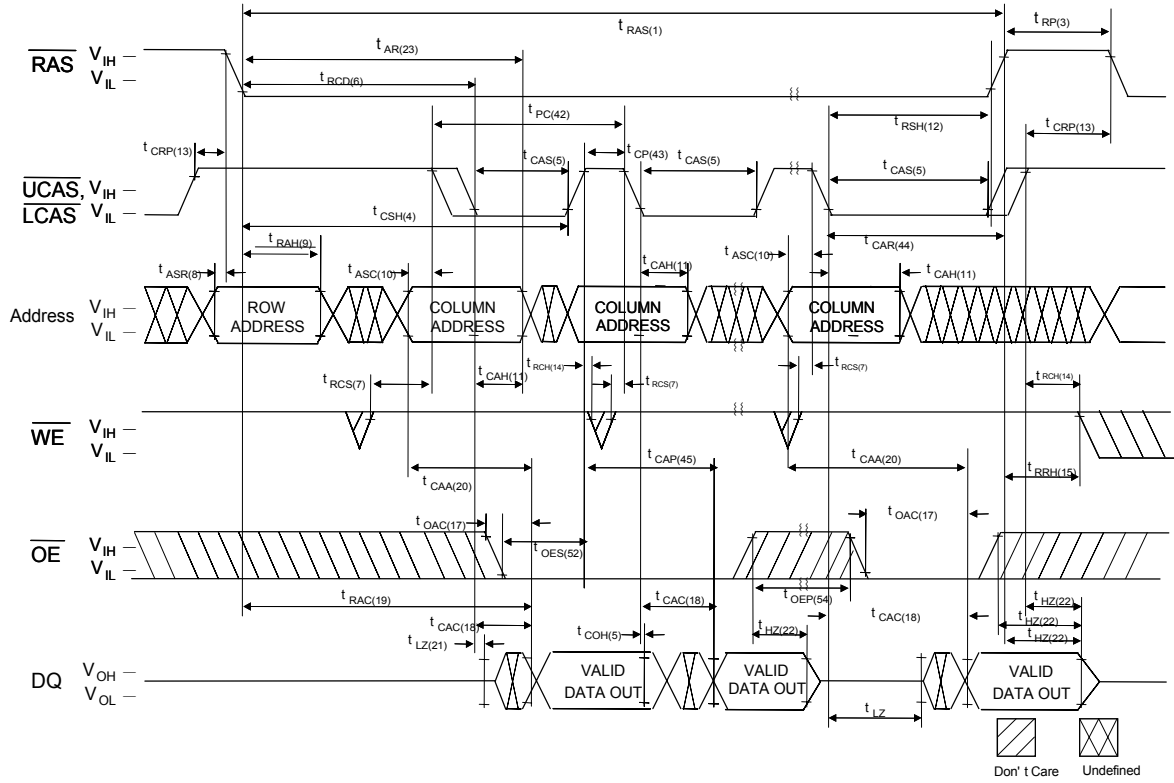 t RAS(1)
t RP(3)
t AR(23)
RAS
V IH
V IL
t RCD(6)
t PC(42)
t RSH(12)
t CRP(13)
t CRP(13)
t CAS(5)
t CP(43)
t CAS(5)
t CAS(5)
UCAS,
LCAS
V IH
V IL
t CSH(4)
t RAH(9)
t CAR(44)
t ASR(8)
t ASC(10)
t CAH(11)
t ASC(10)
t CAH(11)
Address
V IH
V IL
ROW
ADDRESS
COLUMN
ADDRESS
COLUMN
ADDRESS
COLUMN
ADDRESS
t RCS(7)
t CAH(11)
t RCH(14)
t RCS(7)
t RCS(7)
t RCH(14)
WE
V IH
V IL
t CAA(20)
t CAP(45)
t CAA(20)
t RRH(15)
t OAC(17)
t OAC(17)
OE
V IH
V IL
t OES(52)
t OEP(54)
t RAC(19)
t CAC(18)
t CAC(18)
t CAC(18)
t HZ(22)
t HZ(22)
t HZ(22)
t HZ(22)
t LZ(21)
t COH(5)
DQ
V OH
V OL
VALID
DATA OUT
VALID
DATA OUT
VALID
DATA OUT
t LZ
Don' t Care
Undefined